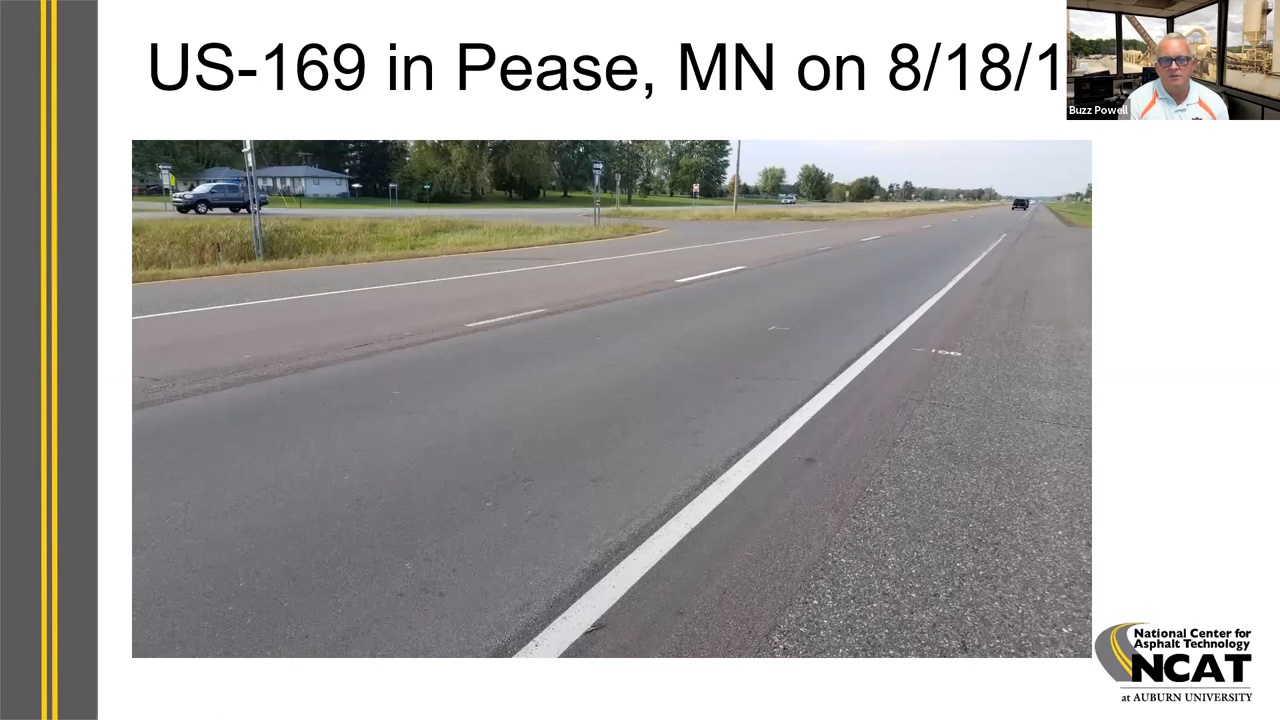 US-169 in Pease, MN on 8/18/1
Buzz Powell
National Center for
Asphalt Technology
NCAT
at AUBURN UNIVERSITY